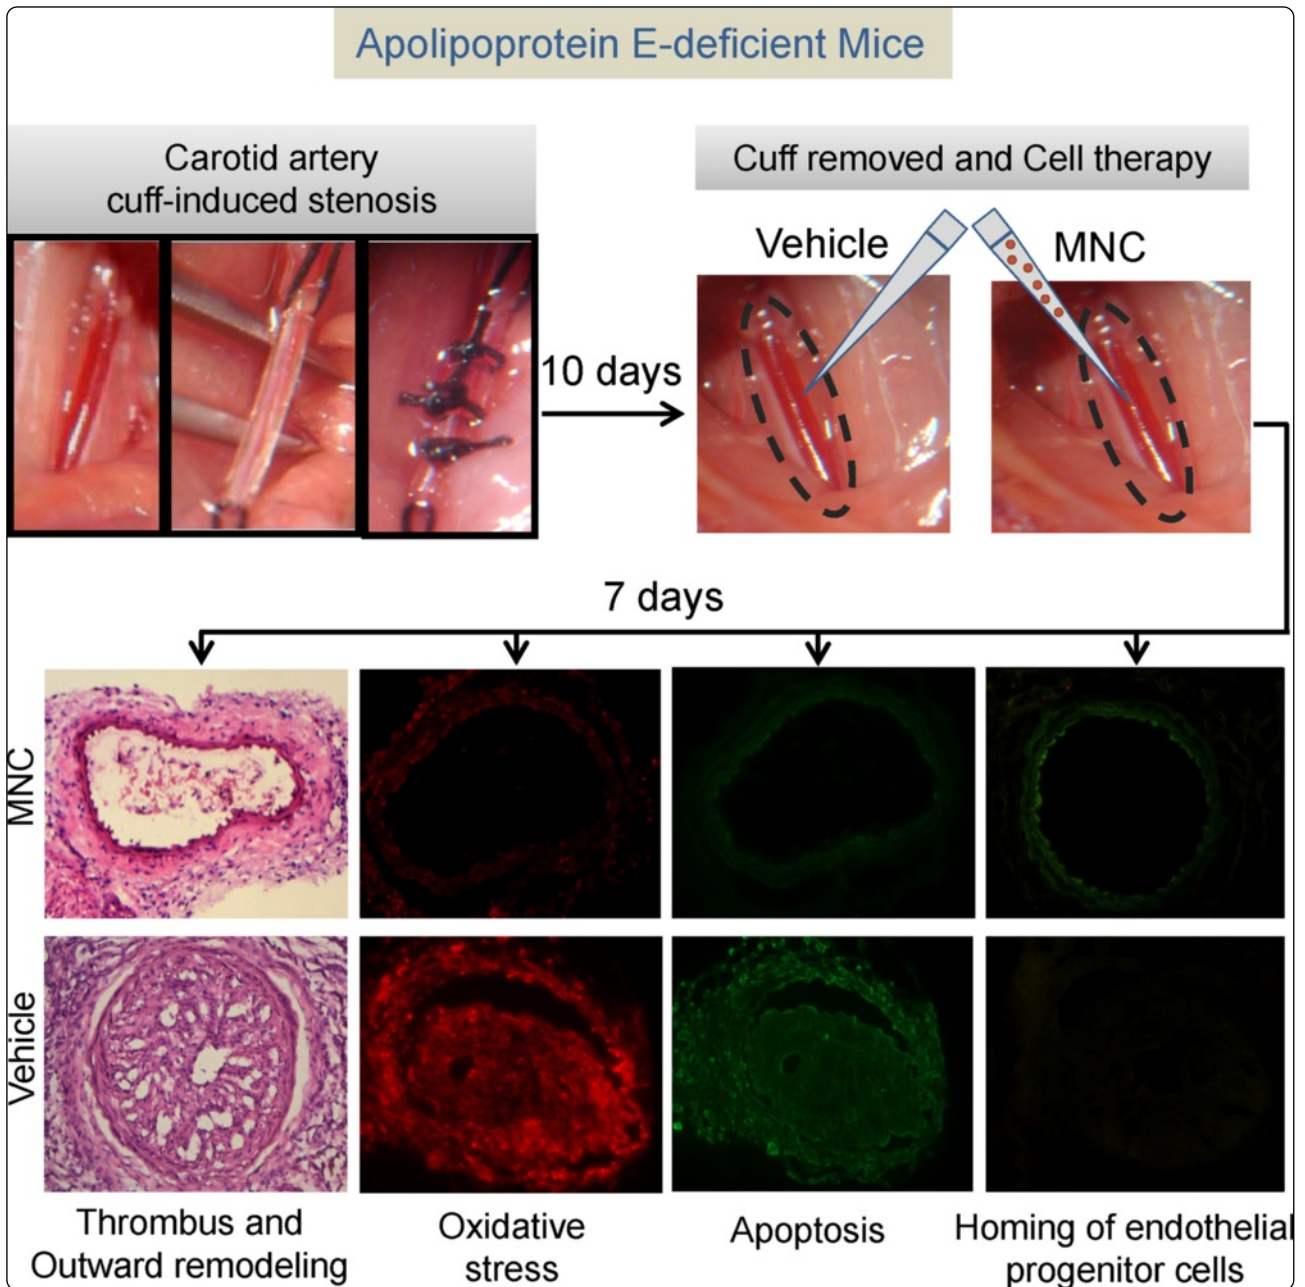 Apolipoprotein E-deficient Mice
Carotid artery
cuff-induced stenosis
Cuff removed and Cell therapy
Vehicle
MNC
10 days
7 days
MNC
Vehicle
Thrombus and
Outward remodeling
Oxidative
stress
Apoptosis
Homing of endothelial
progenitor cells